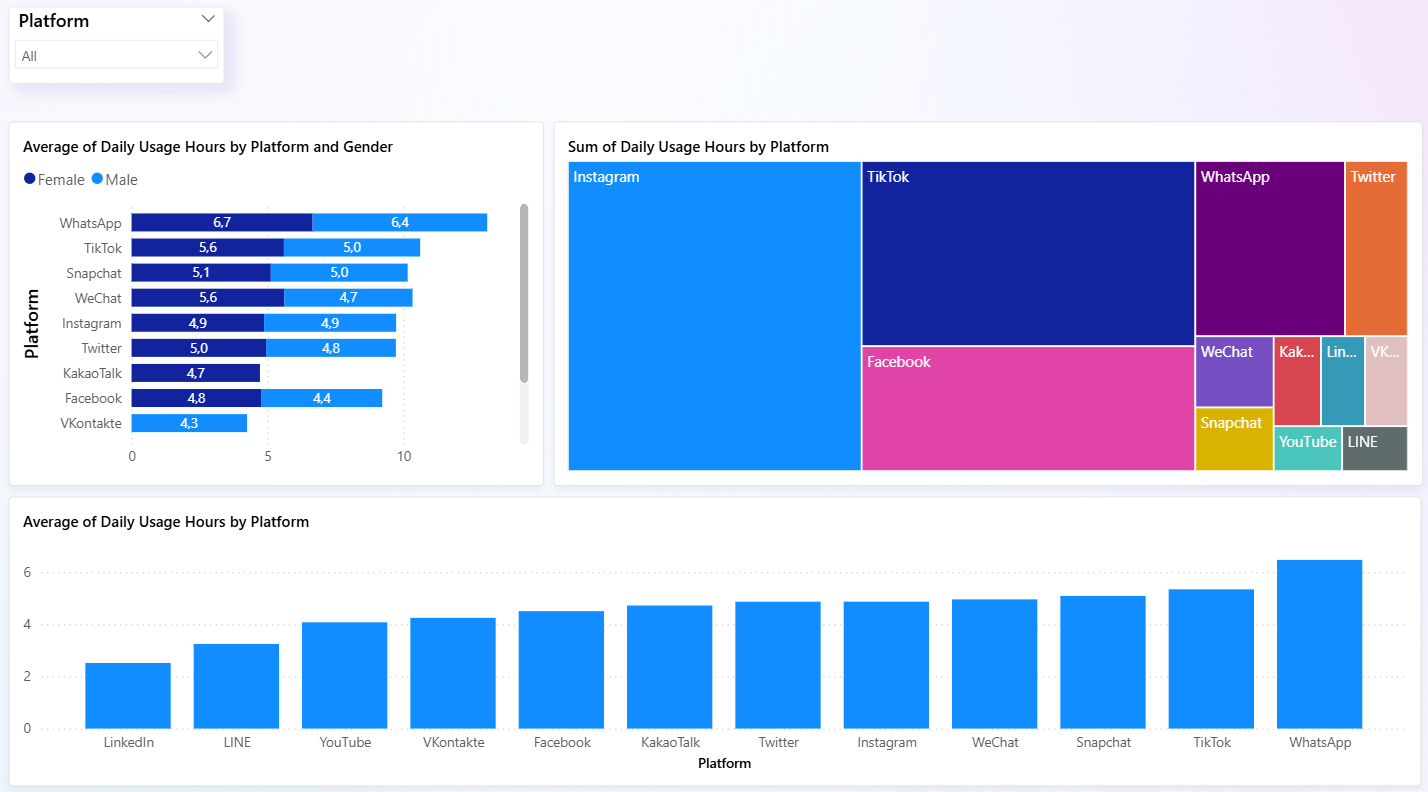 Platform
All
Average of Daily Usage Hours by Platform and Gender
Female Male
Platform
WhatsApp 6,7 6,4
TikTok 5,6 5,0
Snapchat 5,1 5,0
WeChat 5,6 4,7
Instagram 4,9 4,9
Twitter 5,0 4,8
KakaoTalk 4,7
Facebook 4,8 4,4
VKontakte 4,3
0 5 10
Sum of Daily Usage Hours by Platform
Instagram
TikTok
Facebook
WhatsApp
Twitter
WeChat
Snapchat
Kak...
Lin...
VK...
YouTube
LINE
Average of Daily Usage Hours by Platform
6
4
2
0
LinkedIn LINE YouTube VKontakte Facebook KakaoTalk Twitter Instagram WeChat Snapchat TikTok WhatsApp
Platform